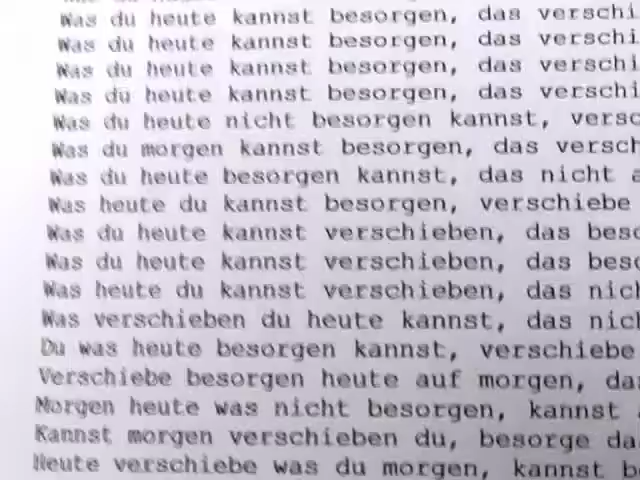 Was du heute kannst besorgen, das verschi
Was du heute kannst besorgen, das verschi
Was du heute kannst besorgen, das verschi
Was du heute kannst besorgen, das verschi
Was du heute nicht besorgen kannst, versc
Was du morgen kannst besorgen, das versch
Was du heute besorgen kannst, das nicht a
Was heute du kannst besorgen, verschiebe
Was du heute kannst verschieben, das beso
Was du heute kannst verschieben, das beso
Was heute du kannst verschieben, das nich
Was verschieben du heute kannst, das nich
Du was heute besorgen kannst, verschiebe
Verschiebe besorgen heute auf morgen, da
Morgen heute was nicht besorgen, kannst
Kannst morgen verschieben du, besorge da
Heute verschiebe was du morgen, kannst be